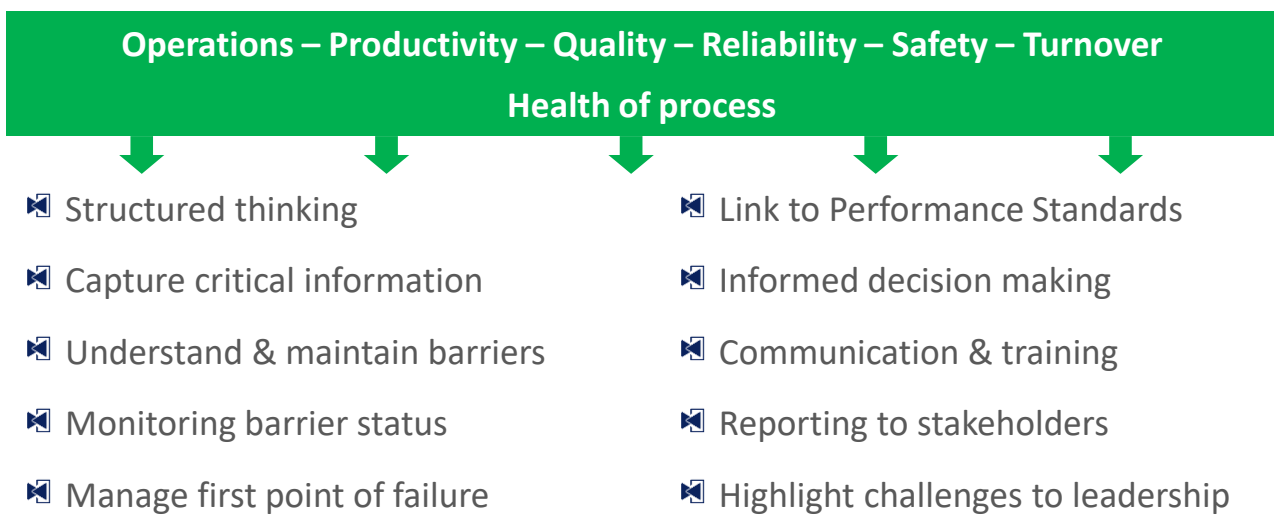 Operations – Productivity – Quality – Reliability – Safety – Turnover
Health of process
Structured thinking
Capture critical information
Understand & maintain barriers
Monitoring barrier status
Manage first point of failure
Link to Performance Standards
Informed decision making
Communication & training
Reporting to stakeholders
Highlight challenges to leadership